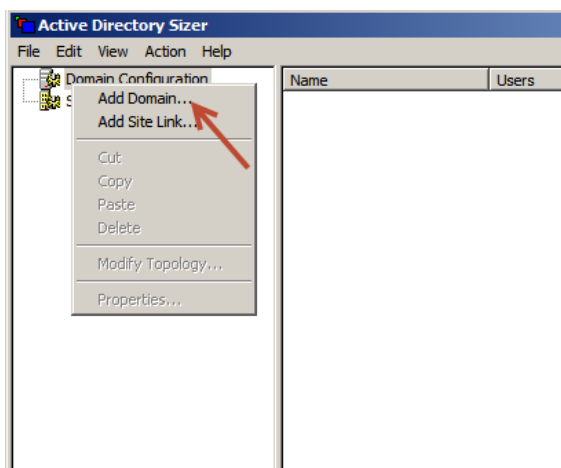 Active Directory Sizer
File Edit View Action Help
Domain Configuration
Name Users
S
Add Domain...
Add Site Link...
Cut
Copy
Paste
Delete
Modify Topology...
Properties...